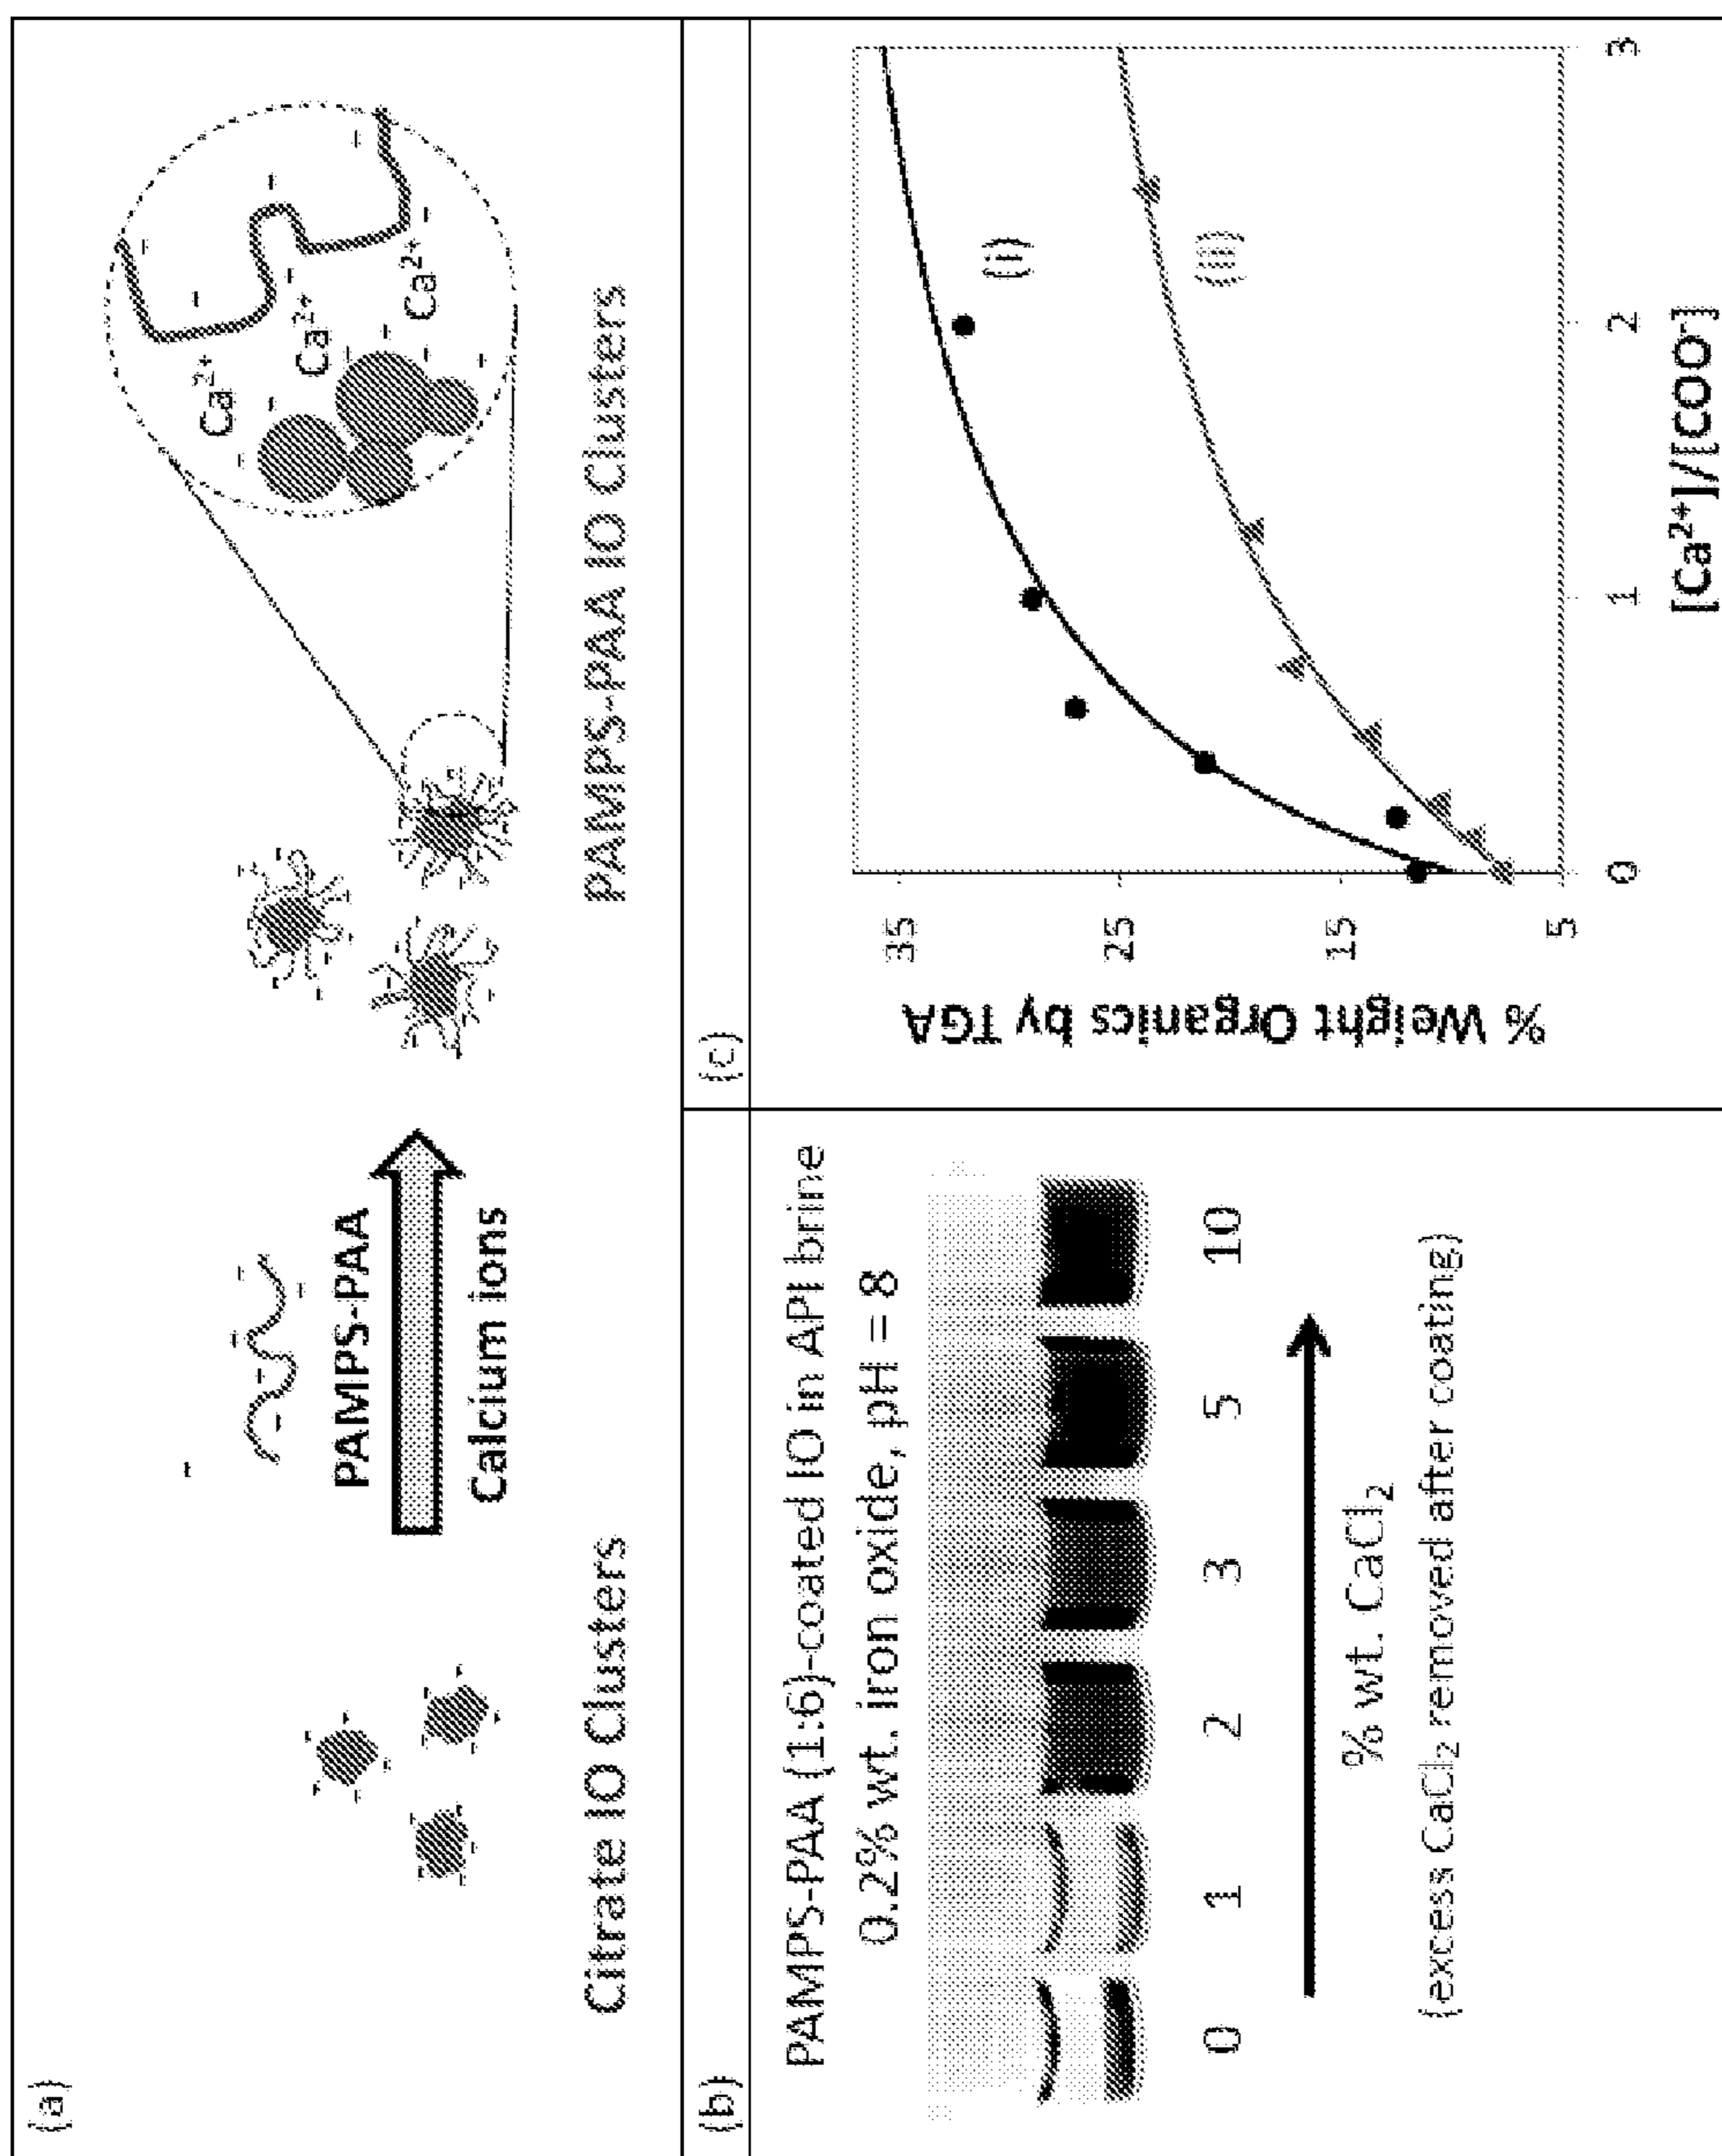 (a)
PAMPS-PAA
Calcium ions
Citrate IO Clusters
PAMPS-PAA IO Clusters
Ca²⁺
Ca²⁺
Ca²⁺
(b)
PAMPS-PAA (1:6)-coated IO in API brine
0.2% wt. iron oxide, pH = 8
0 1 2 3 5 10
% wt. CaCl₂
(excess CaCl₂ removed after coating)
(c)
% Weight Organics by TGA
35
25
15
5
(i)
(ii)
0 1 2 3
[Ca²⁺]/[COO⁻]